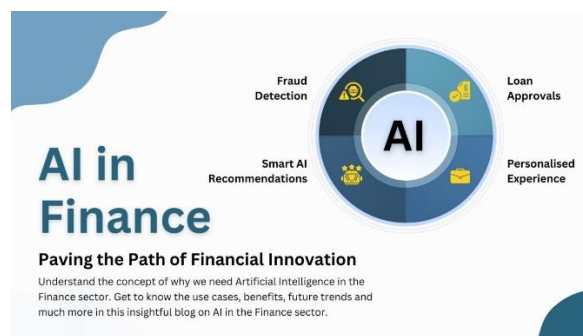 Fraud
Detection
Loan
Approvals
AI
Smart AI
Recommendations
Personalised
Experience
AI in
Finance
Paving the Path of Financial Innovation
Understand the concept of why we need Artificial Intelligence in the
Finance sector. Get to know the use cases, benefits, future trends and
much more in this insightful blog on AI in the Finance sector.